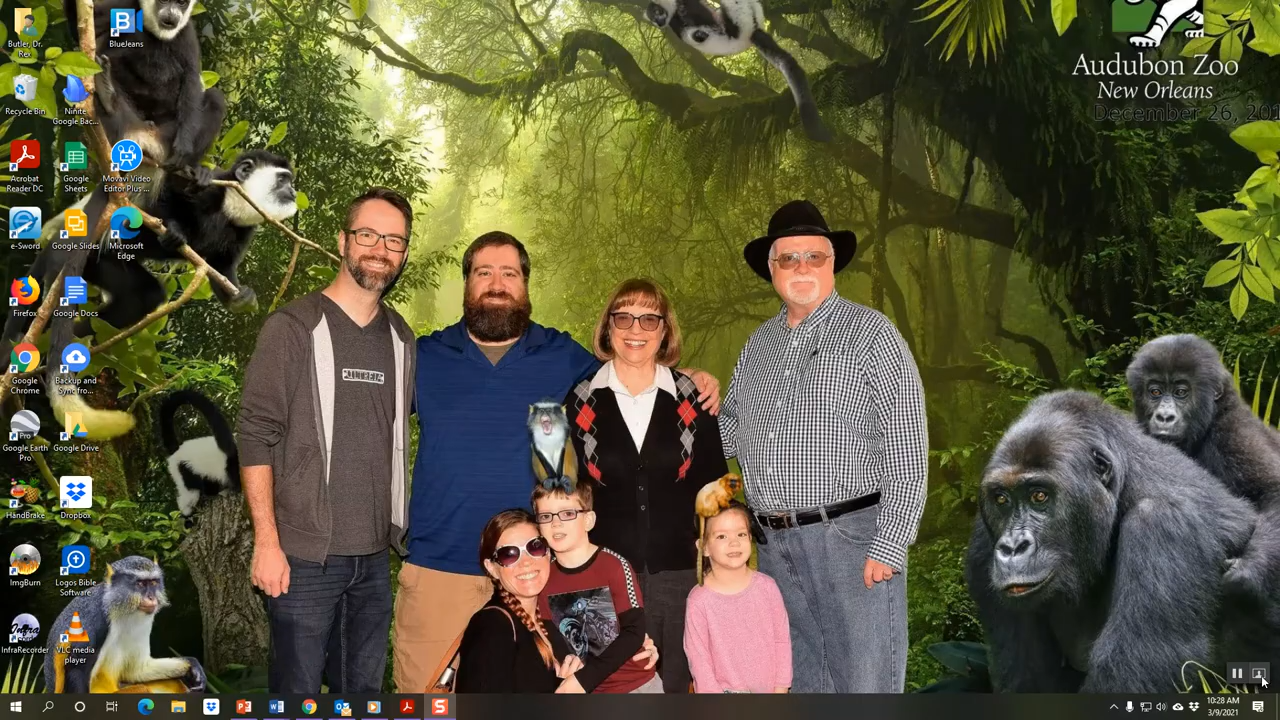 Butler, Dr.
Rex
BlueJeans
Recycle Bin
Ninite
Google Bac...
Acrobat
Reader DC
Google
Sheets
Movavi Video
Editor Plus ...
e-Sword
Google Slides
Microsoft
Edge
Firefox
Google Docs
Google
Chrome
Backup and
Sync fro...
Google Earth
Pro
Google Drive
HandBrake
Dropbox
ImgBurn
Logos Bible
Software
InfraRecorder
VLC media
player
Audubon Zoo
New Orleans
December 26, 201
10:28 AM
3/9/2021